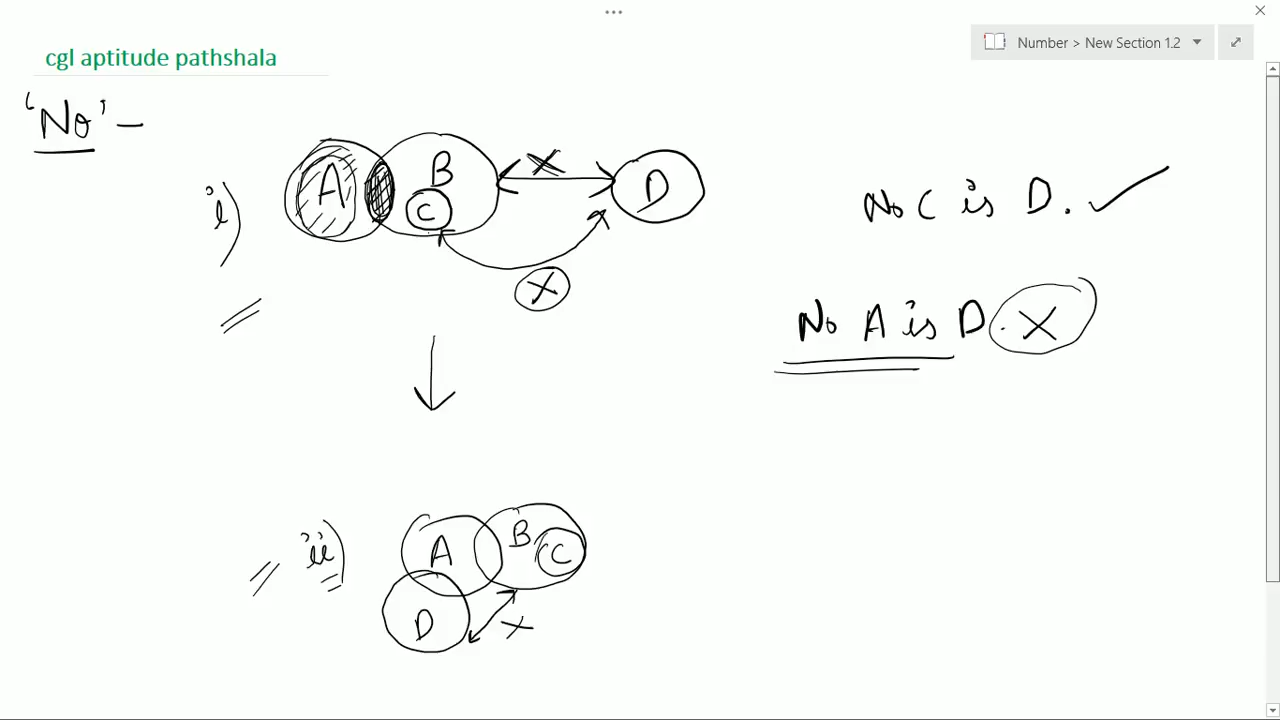 Number > New Section 1.2
cgl aptitude pathshala
'No' -
i)
A B C X D
X
No C is D. ✓
No A is D. X
ii)
A B C
D X